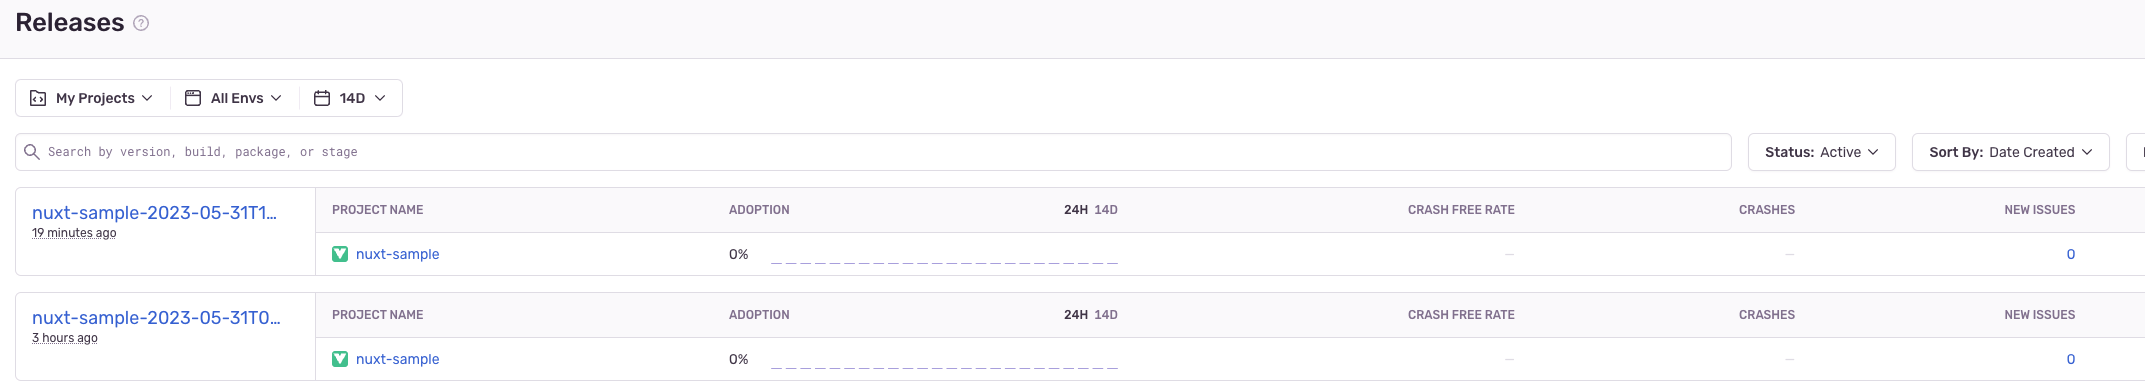 Releases ?
My Projects All Envs 14D
Search by version, build, package, or stage Status: Active Sort By: Date Created
nuxt-sample-2023-05-31T1... PROJECT NAME ADOPTION 24H 14D CRASH FREE RATE CRASHES NEW ISSUES
19 minutes ago
nuxt-sample 0% — — 0
nuxt-sample-2023-05-31T0... PROJECT NAME ADOPTION 24H 14D CRASH FREE RATE CRASHES NEW ISSUES
3 hours ago
nuxt-sample 0% — — 0